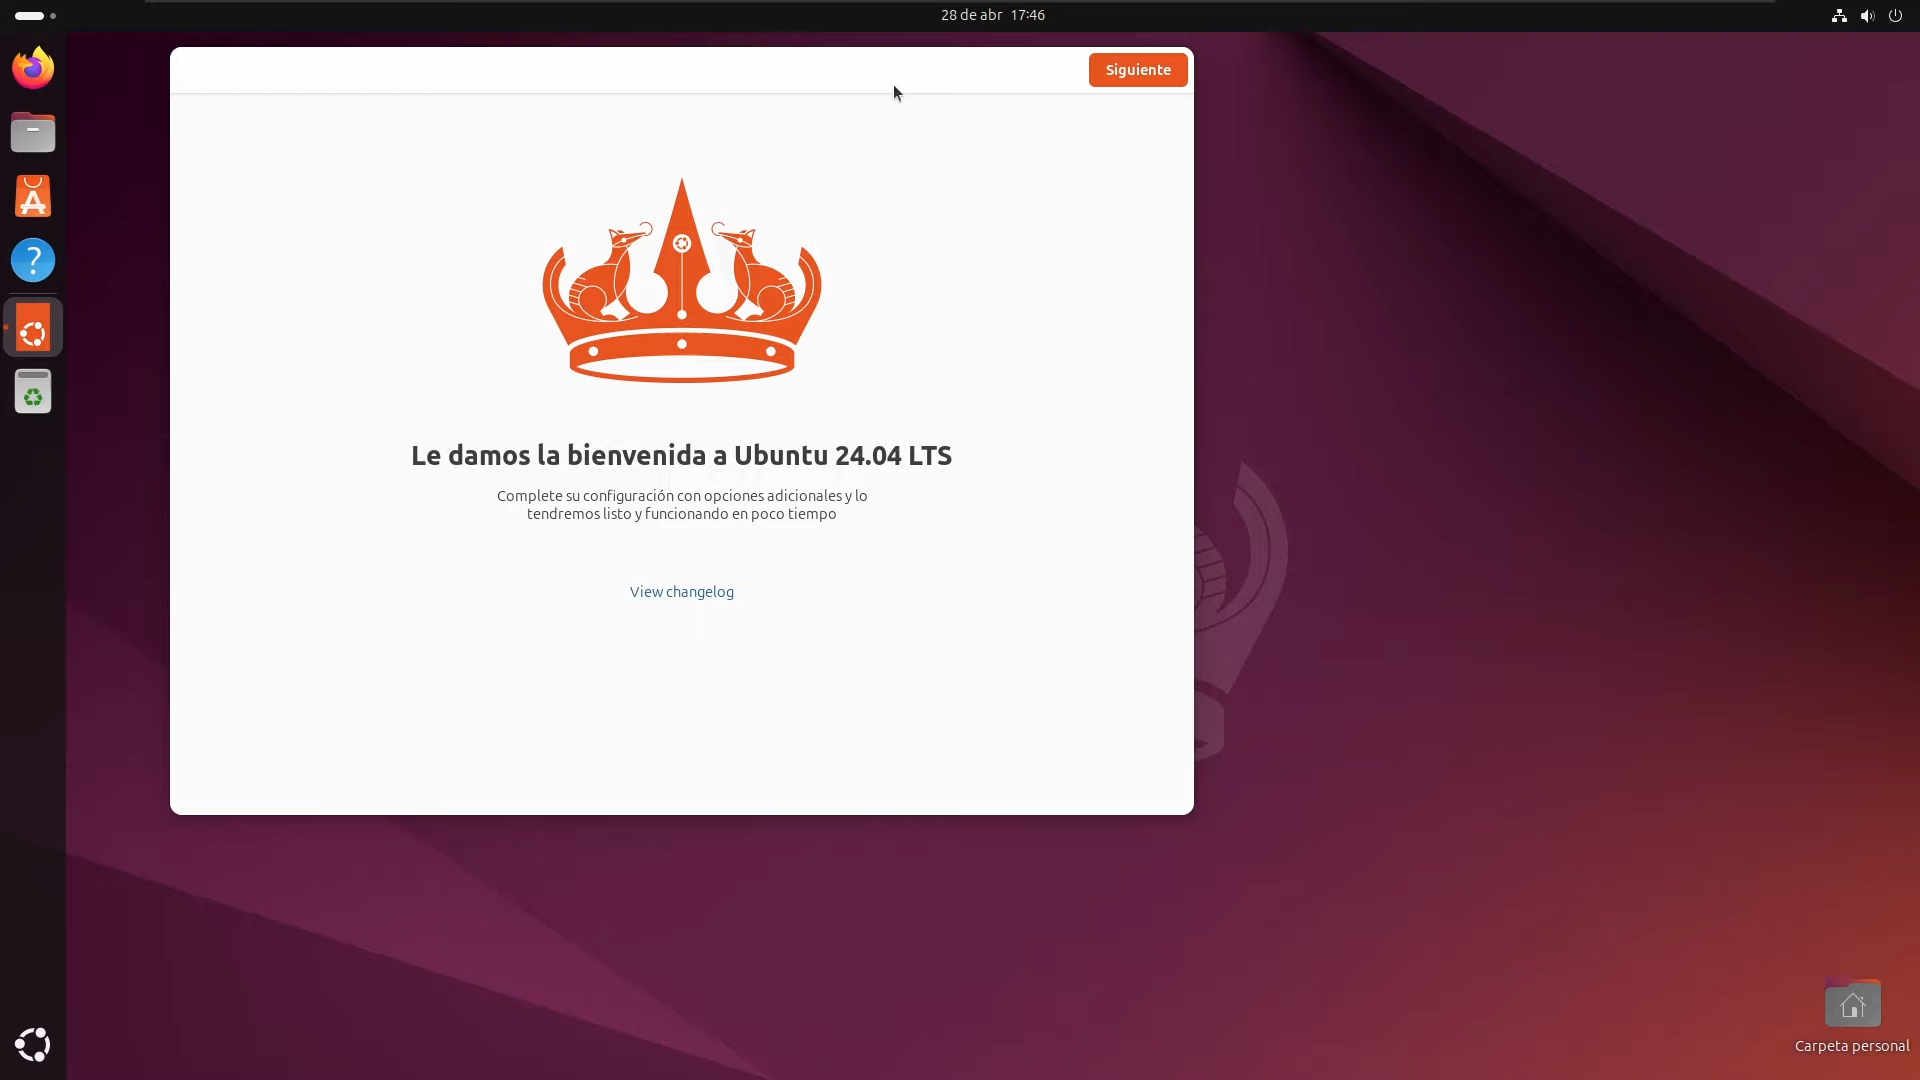 28 de abr 17:46
Siguiente
Le damos la bienvenida a Ubuntu 24.04 LTS
Complete su configuración con opciones adicionales y lo
tendremos listo y funcionando en poco tiempo
View changelog
Carpeta personal